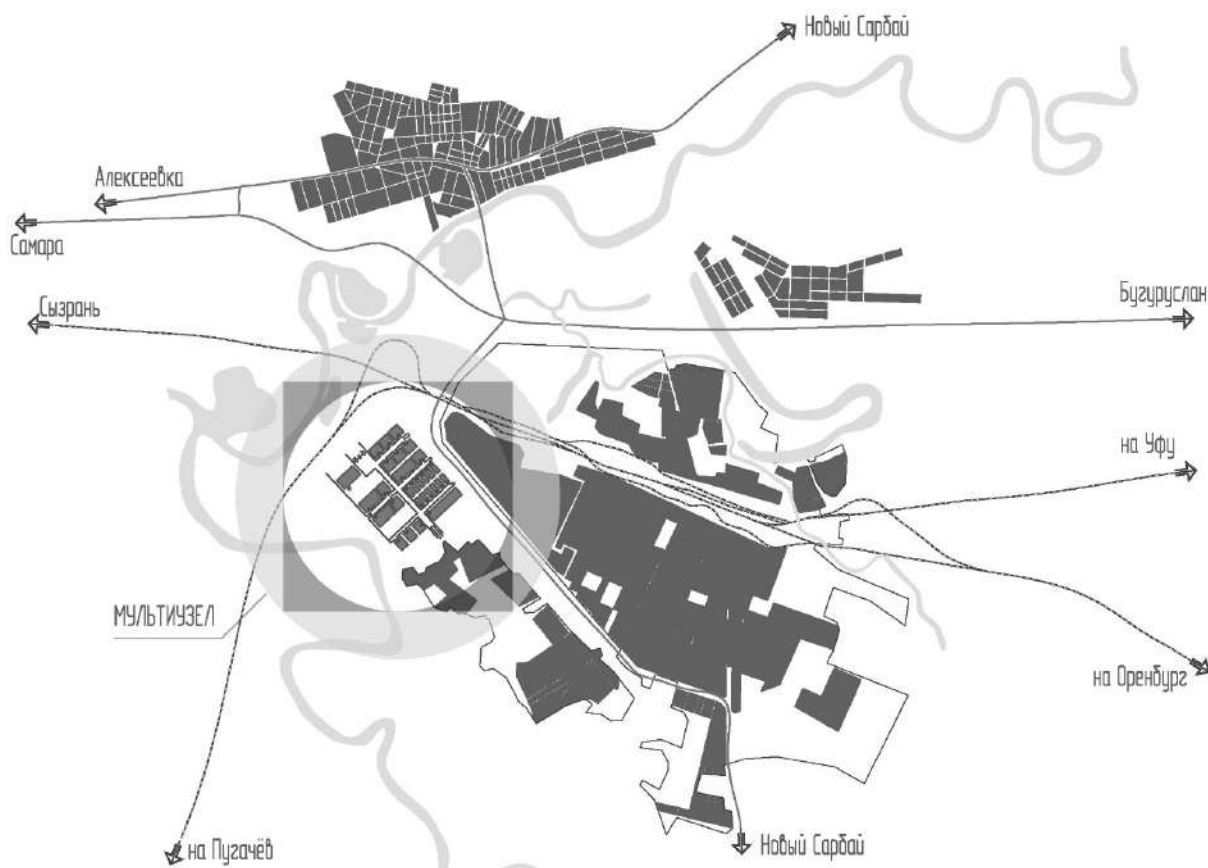 Новый Сарбай
Алексеевка
Самара
Сызрань
Бугуруслан
на Уфу
МУЛЬТИУЗЕЛ
на Оренбург
на Пугачёв
Новый Сарбай